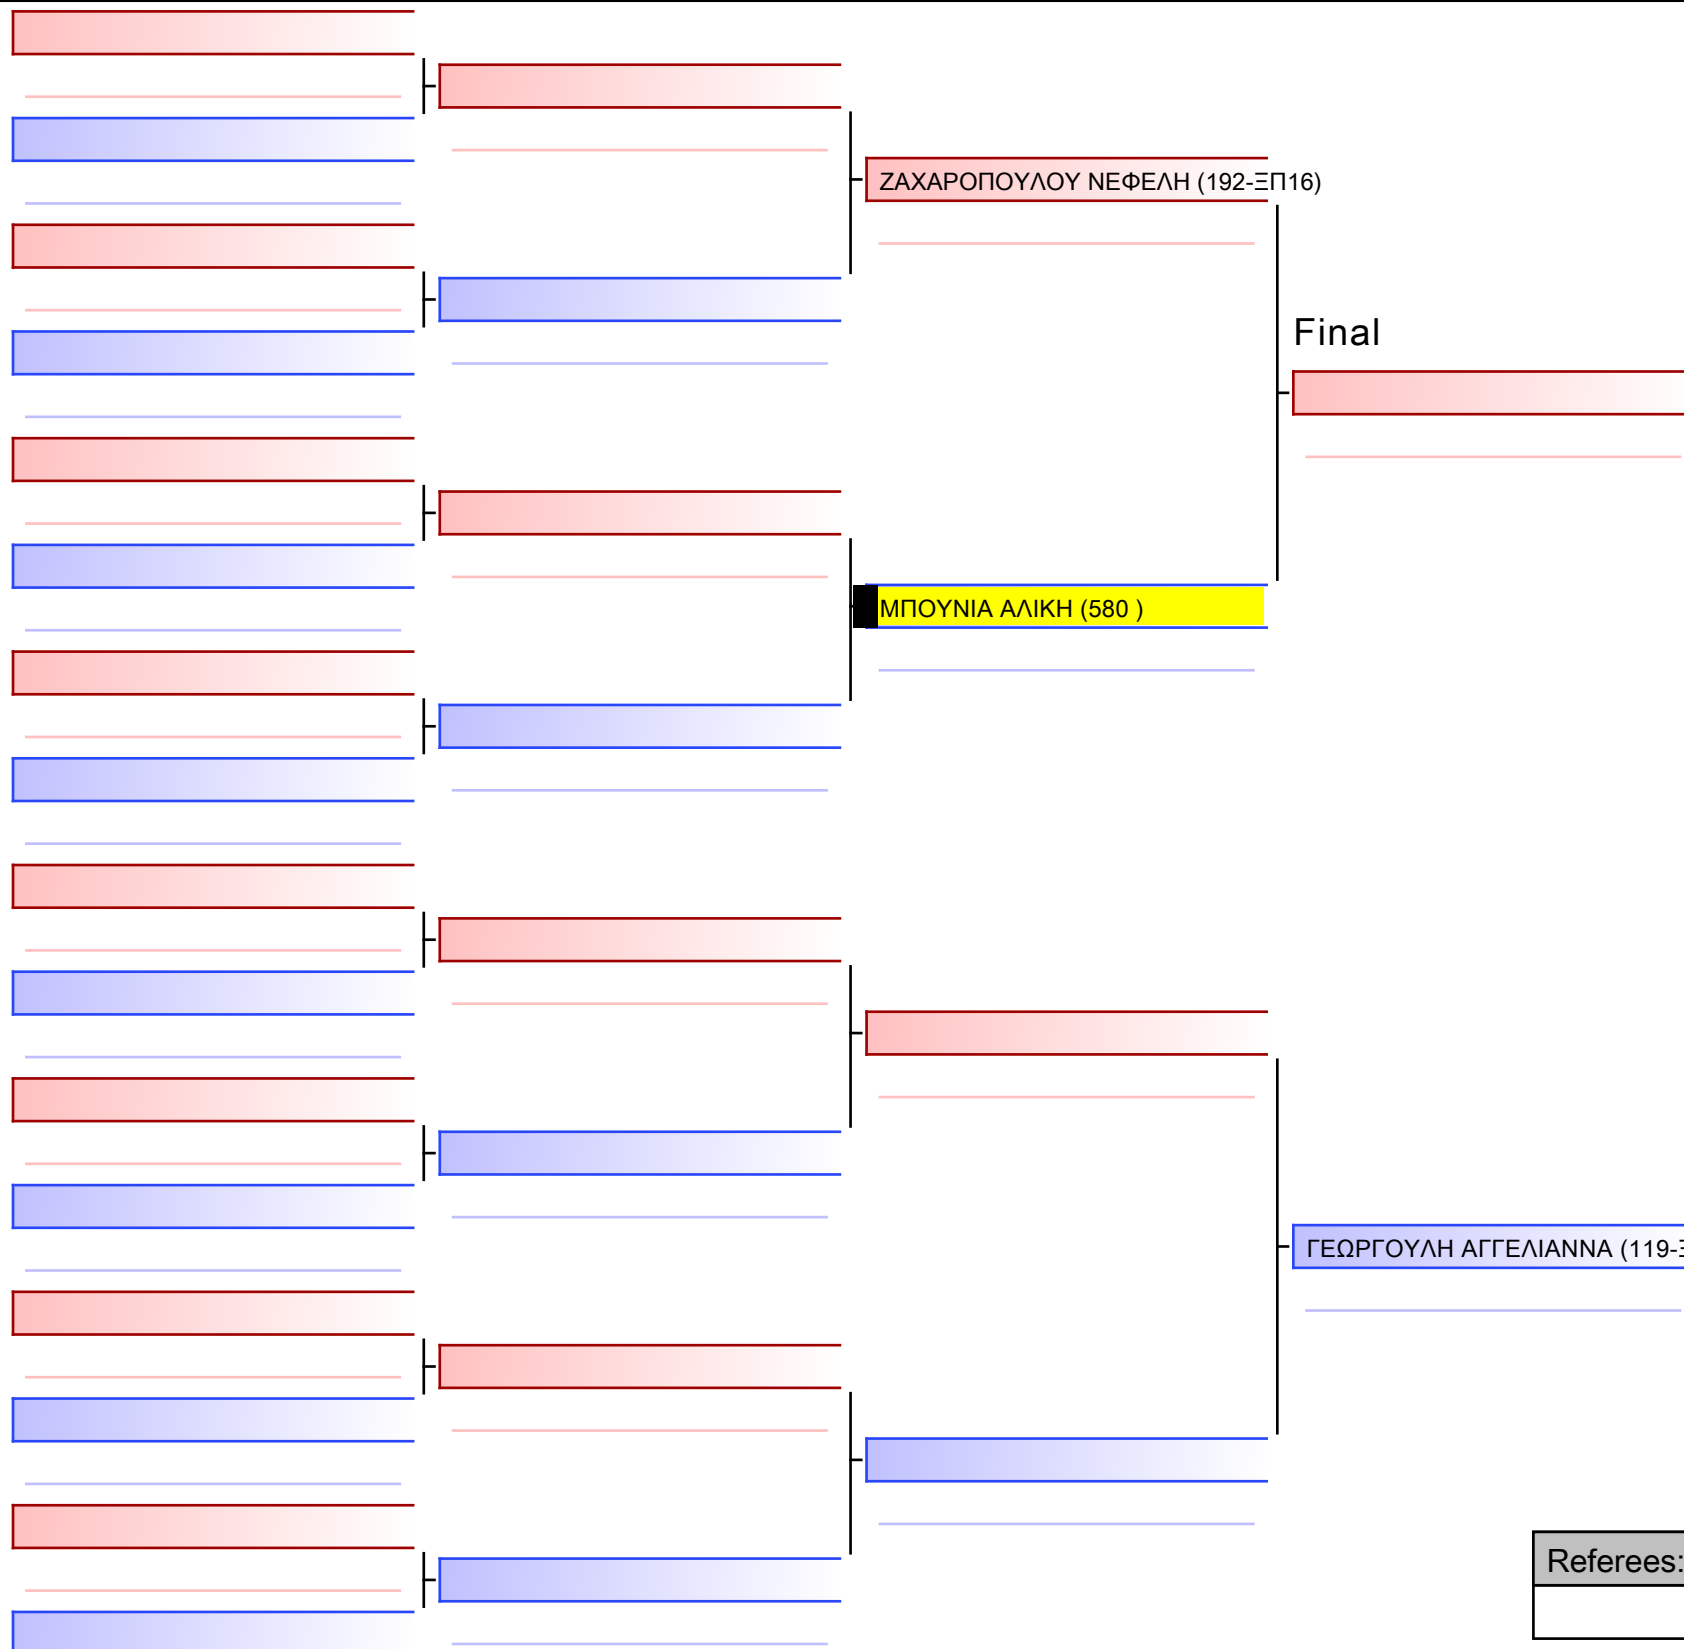 ΖΑΧΑΡΟΠΟΥΛΟΥ ΝΕΦΕΛΗ (192-ΞΠ16)
Final
ΜΠΟΥΝΙΑ ΑΛΙΚΗ (580 )
ΓΕΩΡΓΟΥΛΗ ΑΓΓΕΛΙΑΝΝΑ (119-
Referees: